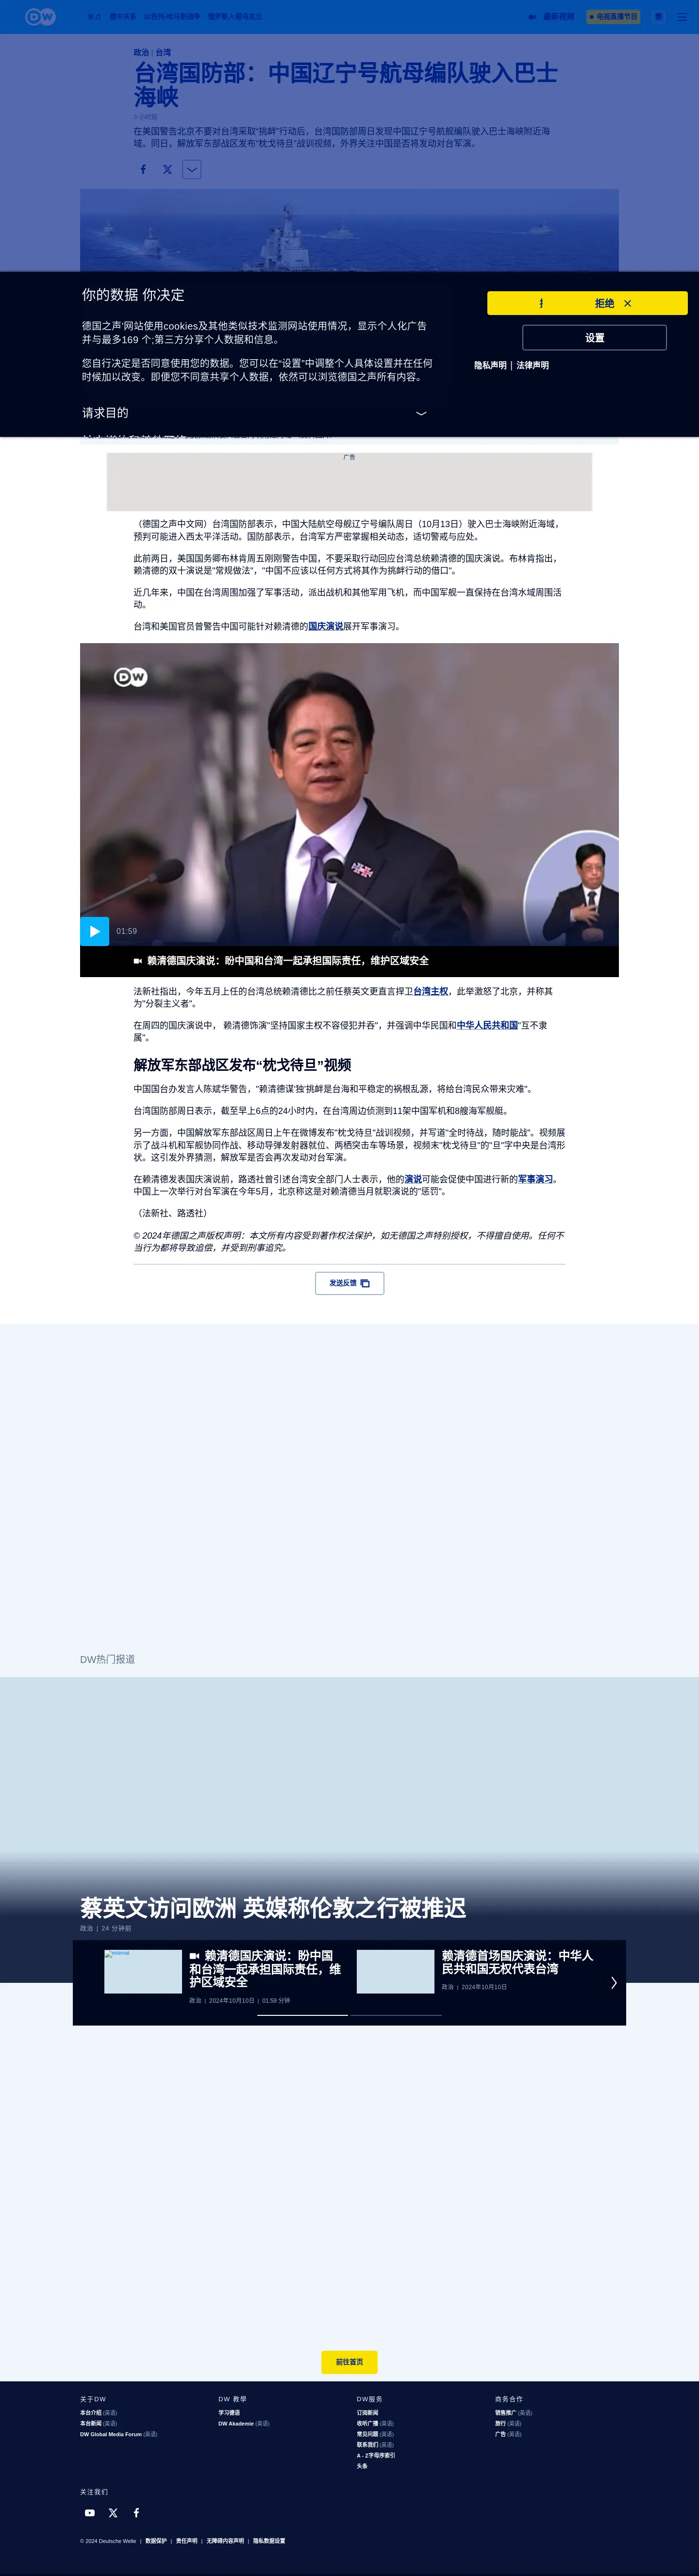 DW
焦点 德中关系 以色列-哈马斯战争 俄罗斯入侵乌克兰 最新视频 电视直播节目 繁
政治 | 台湾
台湾国防部：中国辽宁号航母编队驶入巴士
海峡
3 小时前
在美国警告北京不要对台湾采取“挑衅”行动后，台湾国防部周日发现中国辽宁号航舰编队驶入巴士海峡附近海
域。同日，解放军东部战区发布“枕戈待旦”战训视频，外界关注中国是否将发动对台军演。
你的数据 你决定
德国之声'网站使用cookies及其他类似技术监测网站使用情况，显示个人化广告
并与最多169 个;第三方分享个人数据和信息。
您自行决定是否同意使用您的数据。您可以在“设置”中调整个人具体设置并在任何
时候加以改变。即便您不同意共享个人数据，依然可以浏览德国之声所有内容。
请求目的
拒绝
设置
隐私声明 | 法律声明
广告
（德国之声中文网）台湾国防部表示，中国大陆航空母舰辽宁号编队周日（10月13日）驶入巴士海峡附近海域，
预判可能进入西太平洋活动。国防部表示，台湾军方严密掌握相关动态，适切警戒与应处。
此前两日，美国国务卿布林肯周五刚刚警告中国，不要采取行动回应台湾总统赖清德的国庆演说。布林肯指出，
赖清德的双十演说是"常规做法"，"中国不应该以任何方式将其作为挑衅行动的借口"。
近几年来，中国在台湾周围加强了军事活动，派出战机和其他军用飞机，而中国军舰一直保持在台湾水域周围活
动。
台湾和美国官员曾警告中国可能针对赖清德的国庆演说展开军事演习。
DW
01:59
赖清德国庆演说：盼中国和台湾一起承担国际责任，维护区域安全
法新社指出，今年五月上任的台湾总统赖清德比之前任蔡英文更直言捍卫台湾主权，此举激怒了北京，并称其
为"分裂主义者"。
在周四的国庆演说中， 赖清德饰演"坚持国家主权不容侵犯并吞"，并强调中华民国和中华人民共和国"互不隶
属"。
解放军东部战区发布“枕戈待旦”视频
中国国台办发言人陈斌华警告，"赖清德谋'独'挑衅是台海和平稳定的祸根乱源，将给台湾民众带来灾难"。
台湾国防部周日表示，截至早上6点的24小时内，在台湾周边侦测到11架中国军机和8艘海军舰艇。
另一方面，中国解放军东部战区周日上午在微博发布"枕戈待旦"战训视频，并写道"全时待战，随时能战"。视频展
示了战斗机和军舰协同作战、移动导弹发射器就位、两栖突击车等场景，视频末"枕戈待旦"的"旦"字中央是台湾形
状。这引发外界猜测，解放军是否会再次发动对台军演。
在赖清德发表国庆演说前，路透社曾引述台湾安全部门人士表示，他的演说可能会促使中国进行新的军事演习。
中国上一次举行对台军演在今年5月，北京称这是对赖清德当月就职演说的"惩罚"。
（法新社、路透社）
© 2024年德国之声版权声明：本文所有内容受到著作权法保护，如无德国之声特别授权，不得擅自使用。任何不
当行为都将导致追偿，并受到刑事追究。
发送反馈
DW热门报道
蔡英文访问欧洲 英媒称伦敦之行被推迟
政治 | 24 分钟前
external
赖清德国庆演说：盼中国
和台湾一起承担国际责任，维
护区域安全
政治 | 2024年10月10日 | 01:59 分钟
赖清德首场国庆演说：中华人
民共和国无权代表台湾
政治 | 2024年10月10日
前往首页
关于DW
本台介绍 (英语)
本台新闻 (英语)
DW Global Media Forum (英语)
DW 教學
学习德语
DW Akademie (英语)
DW服务
订阅新闻
收听广播 (英语)
常见问题 (英语)
联系我们 (英语)
A - Z字母序索引
头条
商务合作
销售推广 (英语)
旅行 (英语)
广告 (英语)
关注我们
© 2024 Deutsche Welle | 数据保护 | 责任声明 | 无障碍内容声明 | 隐私数据设置